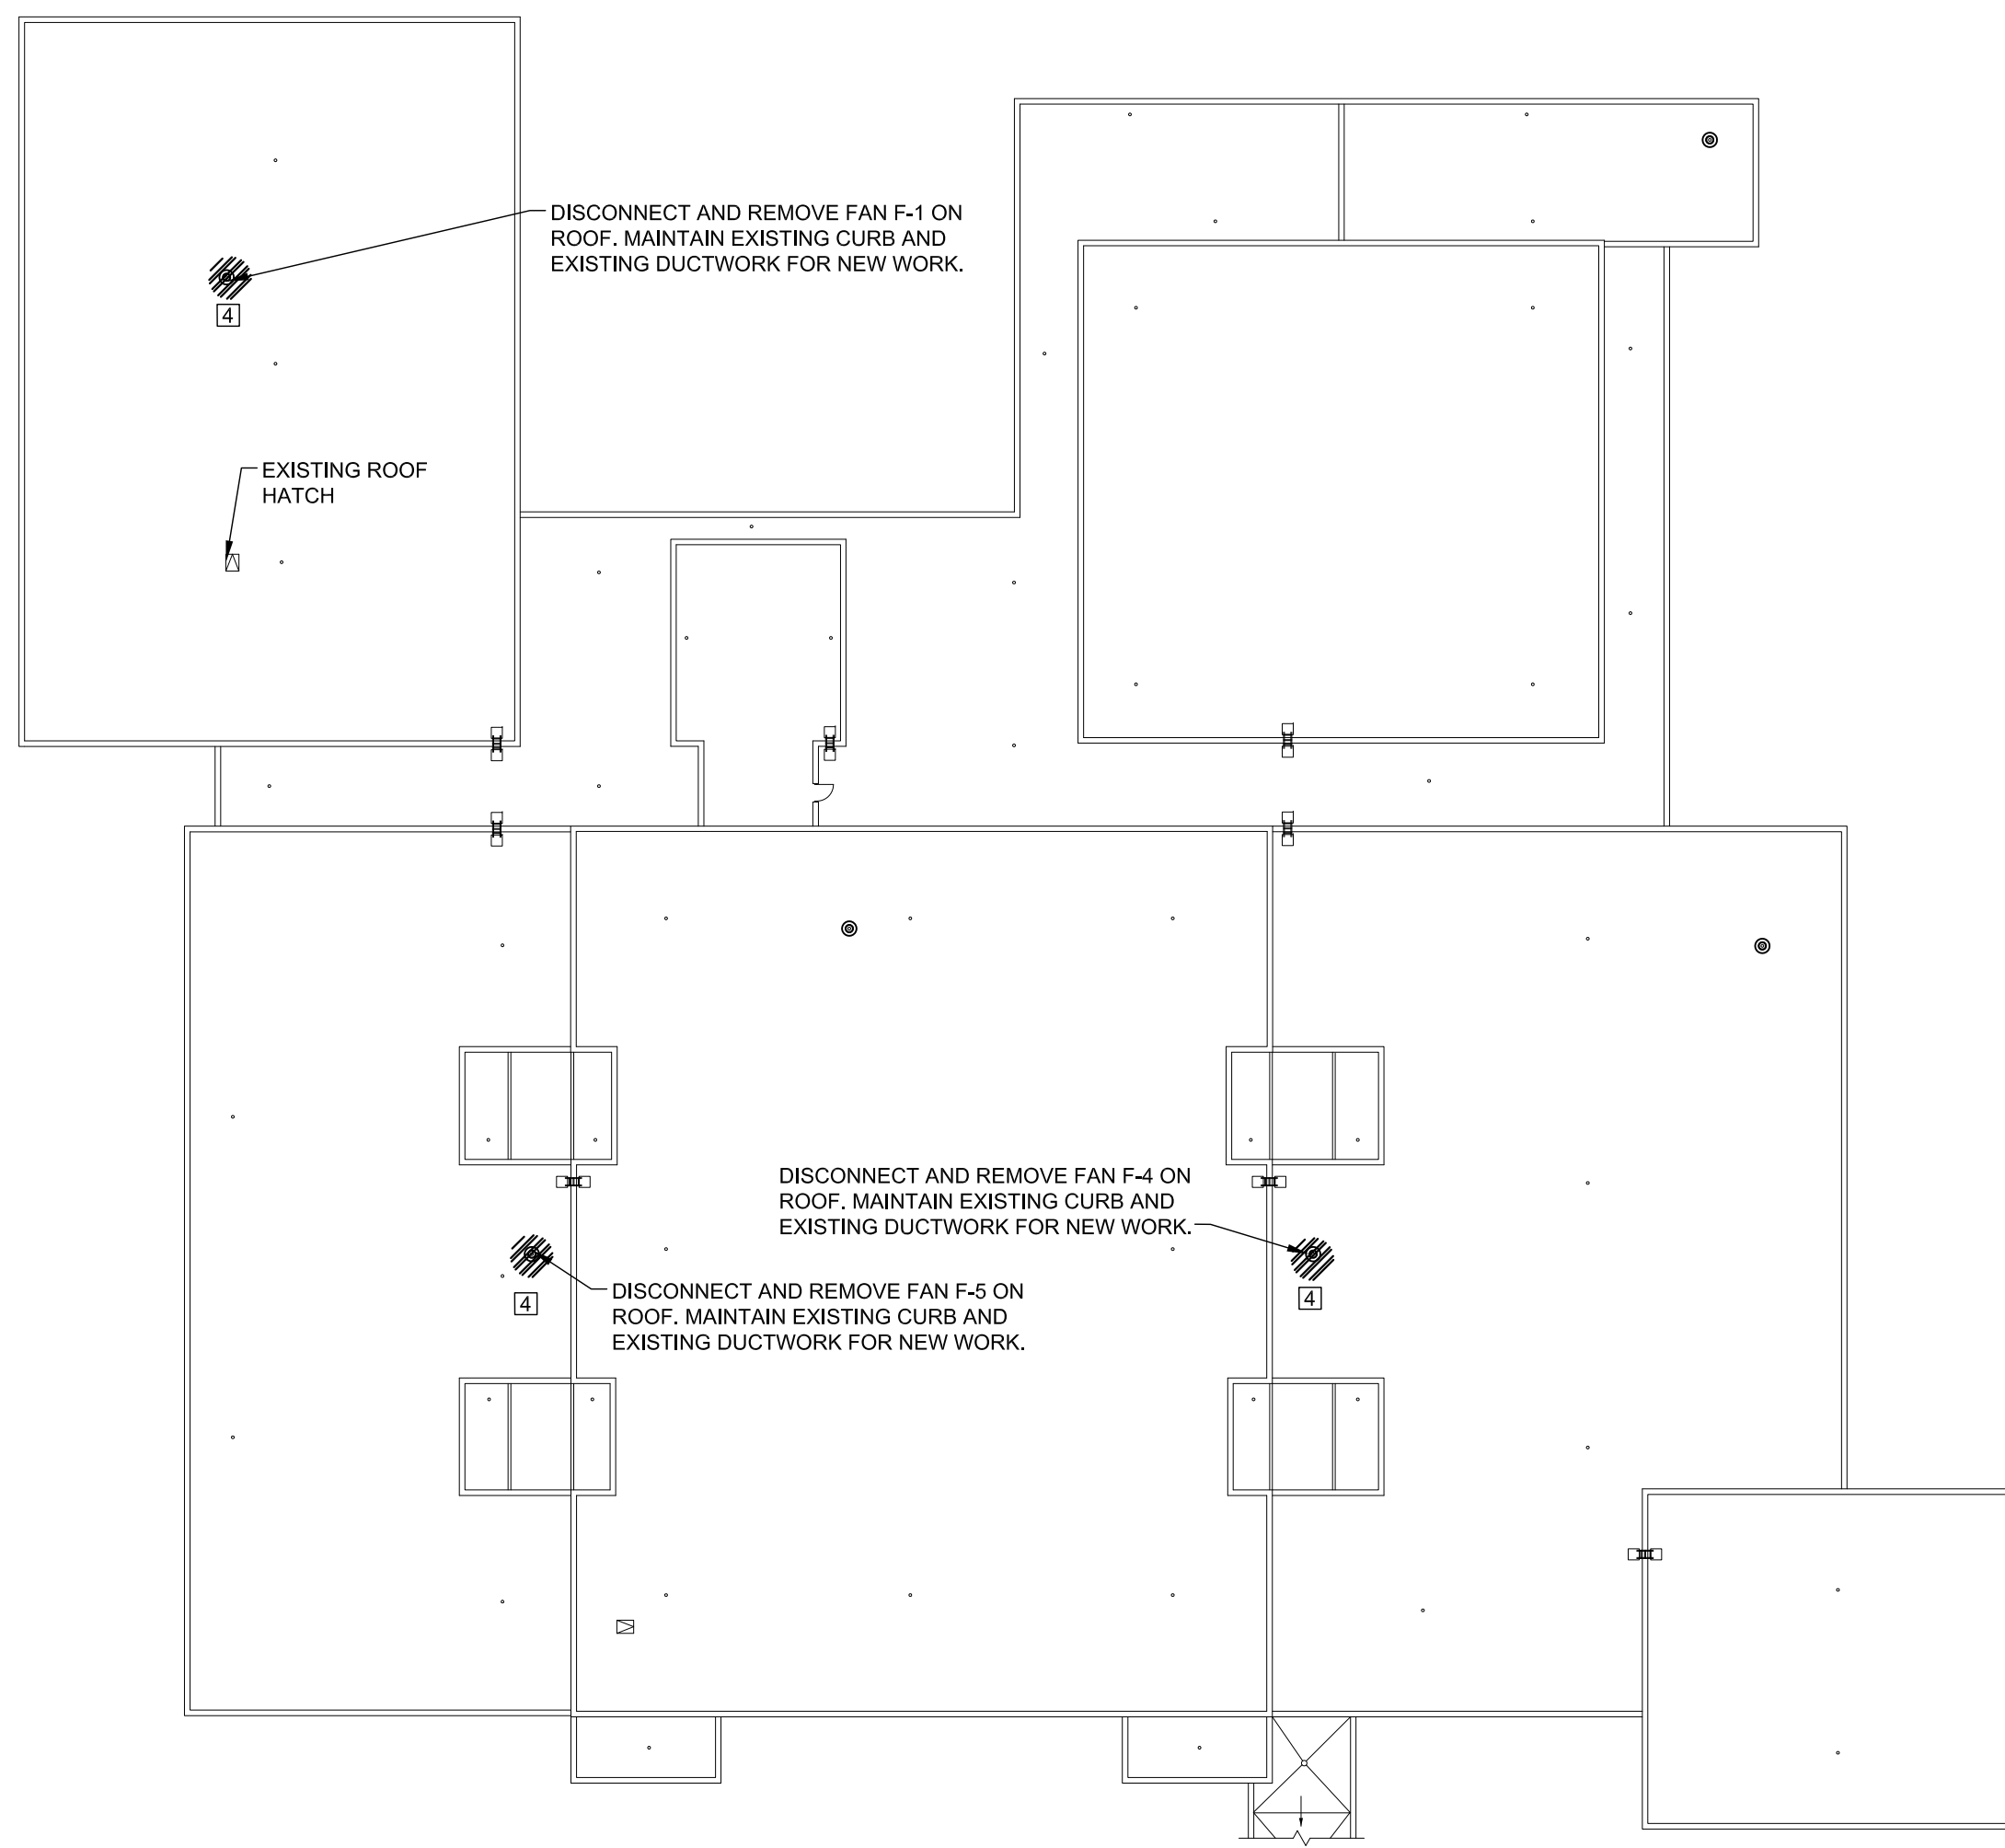 DISCONNECT AND REMOVE FAN F-1 ON
ROOF. MAINTAIN EXISTING CURB AND
EXISTING DUCTWORK FOR NEW WORK.
4
EXISTING ROOF
HATCH
DISCONNECT AND REMOVE FAN F-4 ON
ROOF. MAINTAIN EXISTING CURB AND
EXISTING DUCTWORK FOR NEW WORK.
4
DISCONNECT AND REMOVE FAN F-5 ON
ROOF. MAINTAIN EXISTING CURB AND
EXISTING DUCTWORK FOR NEW WORK.
4